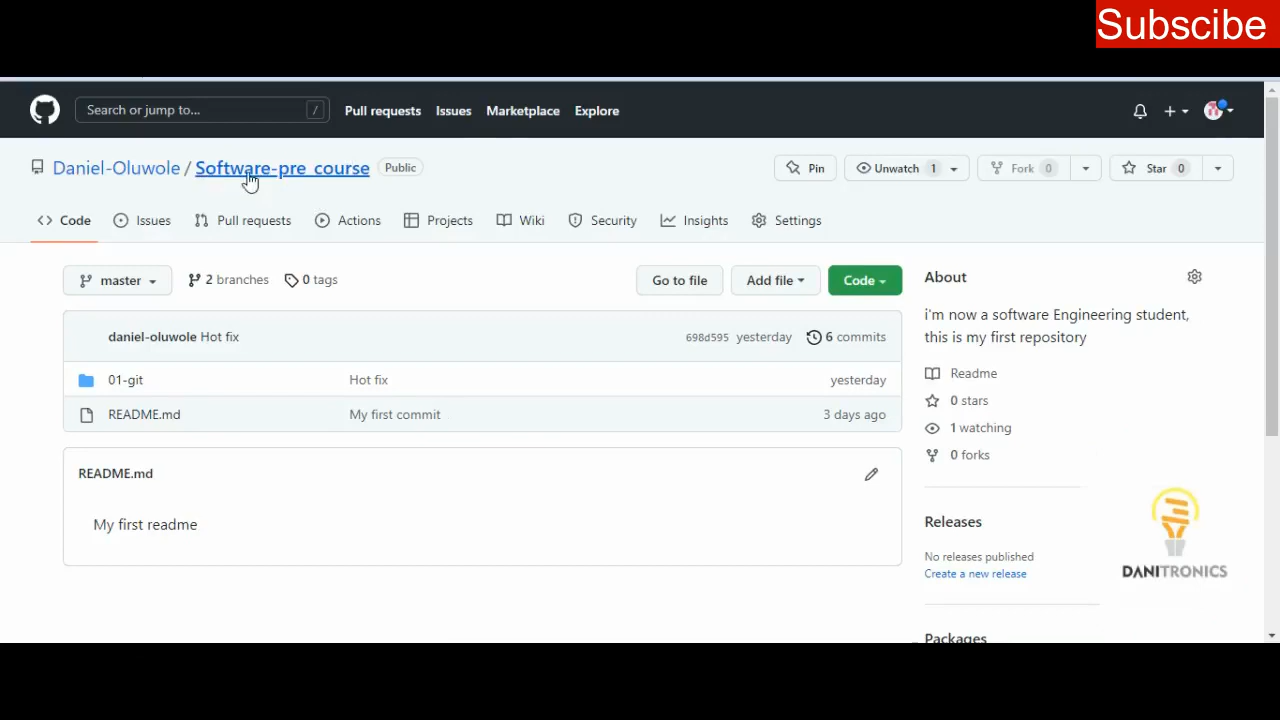 Subscibe
Search or jump to... /
Pull requests Issues Marketplace Explore
Daniel-Oluwole / Software-pre_course Public
Pin Unwatch 1 Fork 0 Star 0
Code Issues Pull requests Actions Projects Wiki Security Insights Settings
master 2 branches 0 tags Go to file Add file Code
daniel-oluwole Hot fix 698d595 yesterday 6 commits
01-git Hot fix yesterday
README.md My first commit 3 days ago
README.md
My first readme
About
i'm now a software Engineering student,
this is my first repository
Readme
0 stars
1 watching
0 forks
Releases
No releases published
Create a new release
DANITRONICS
Packages